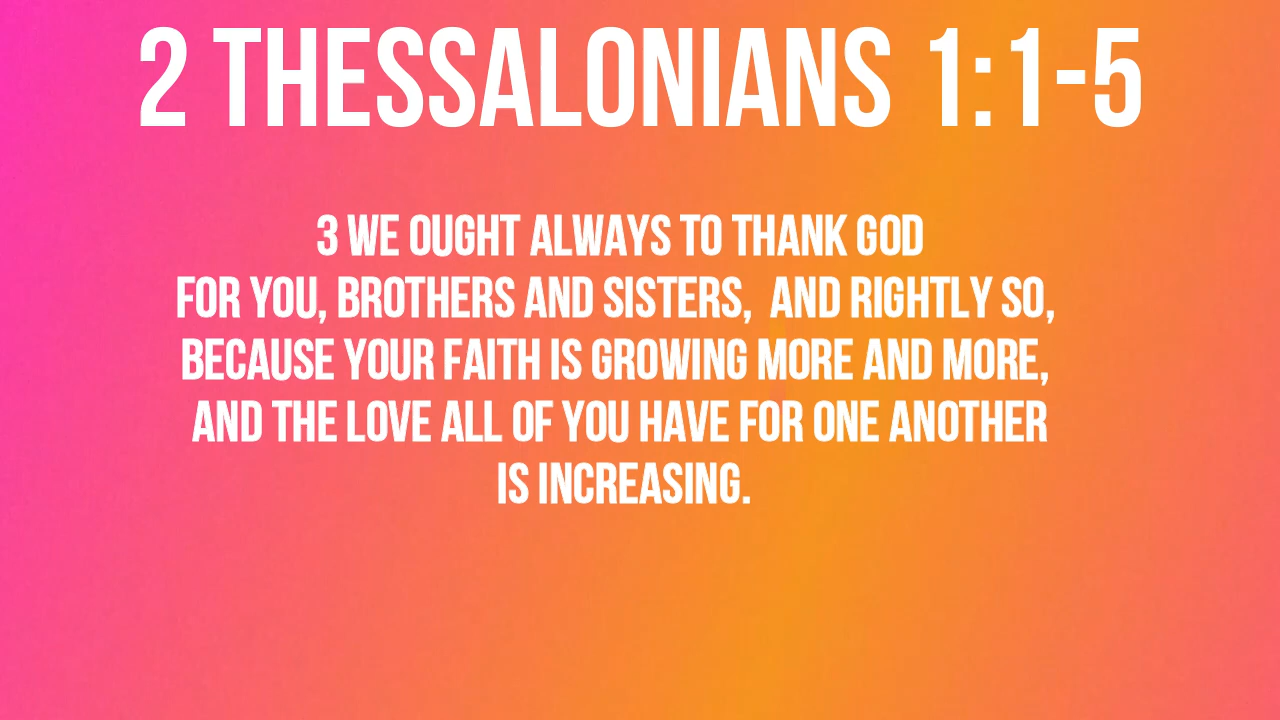 2 THESSALONIANS 1:1-5
3 WE OUGHT ALWAYS TO THANK GOD
FOR YOU, BROTHERS AND SISTERS,  AND RIGHTLY SO,
BECAUSE YOUR FAITH IS GROWING MORE AND MORE,
AND THE LOVE ALL OF YOU HAVE FOR ONE ANOTHER
IS INCREASING.